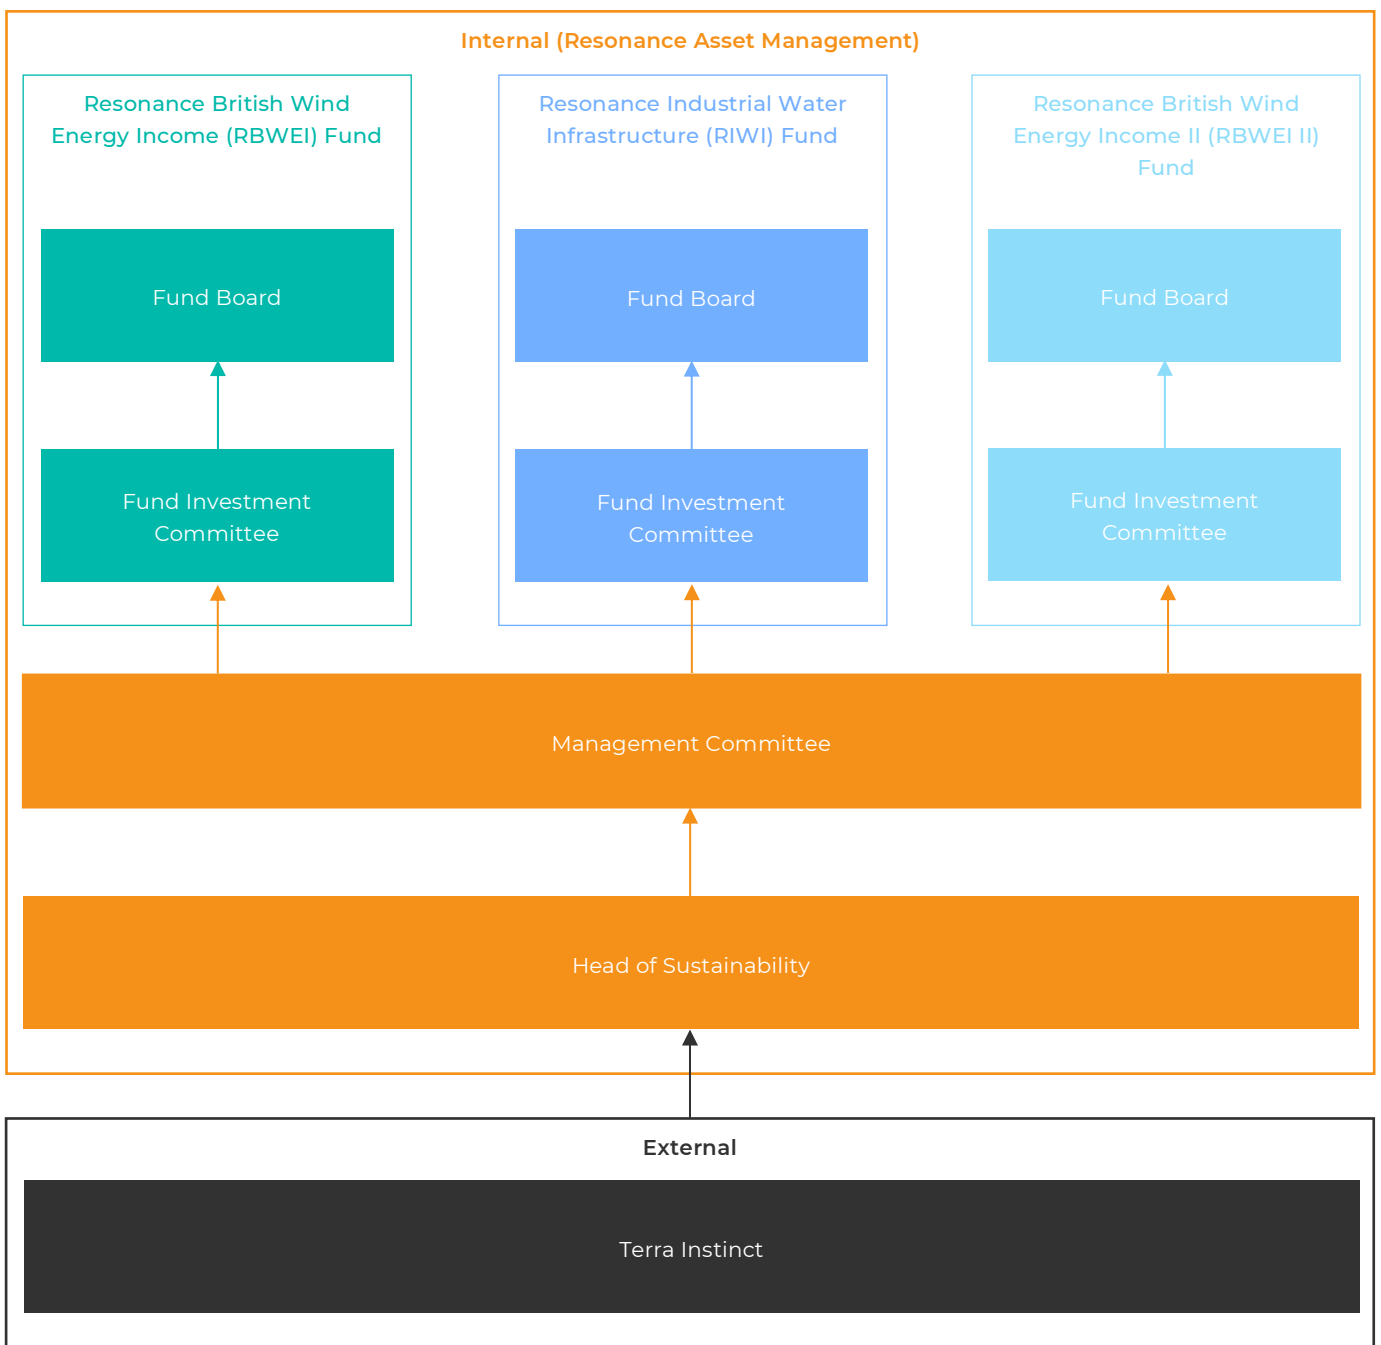 Internal (Resonance Asset Management)
Resonance British Wind
Energy Income (RBWEI) Fund
Fund Board
Fund Investment
Committee
Resonance Industrial Water
Infrastructure (RIWI) Fund
Fund Board
Fund Investment
Committee
Resonance British Wind
Energy Income II (RBWEI II)
Fund
Fund Board
Fund Investment
Committee
Management Committee
Head of Sustainability
External
Terra Instinct